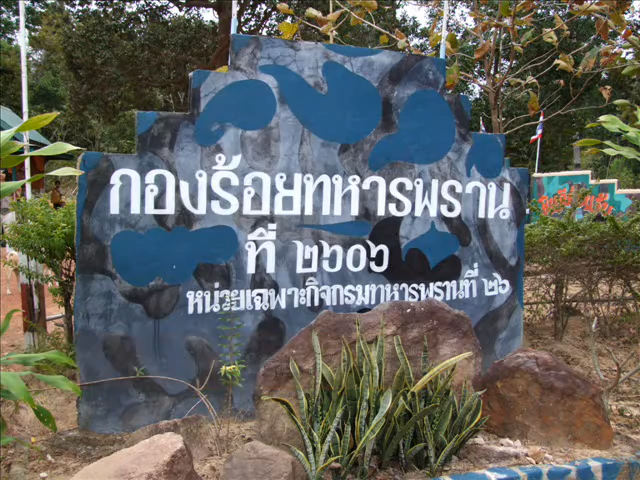 กองร้อยทหารพราน
ที่ ๒๖๐๖
หน่วยเฉพาะกิจกรมทหารพรานที่ ๒๖